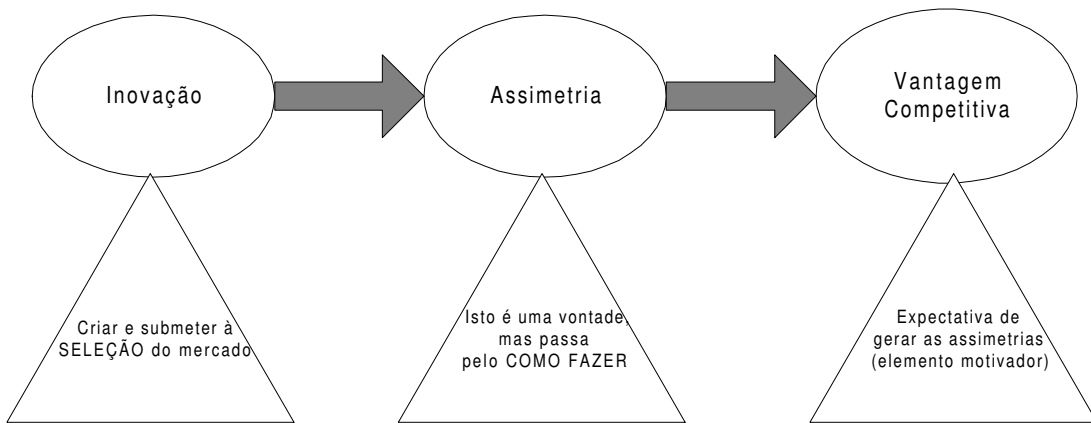 Inovação
Assimetria
Vantagem
Competitiva
Criar e submeter à
SELEÇÃO do mercado
Isto é uma vontade,
mas passa
pelo COMO FAZER
Expectativa de
gerar as assimetrias
(elemento motivador)